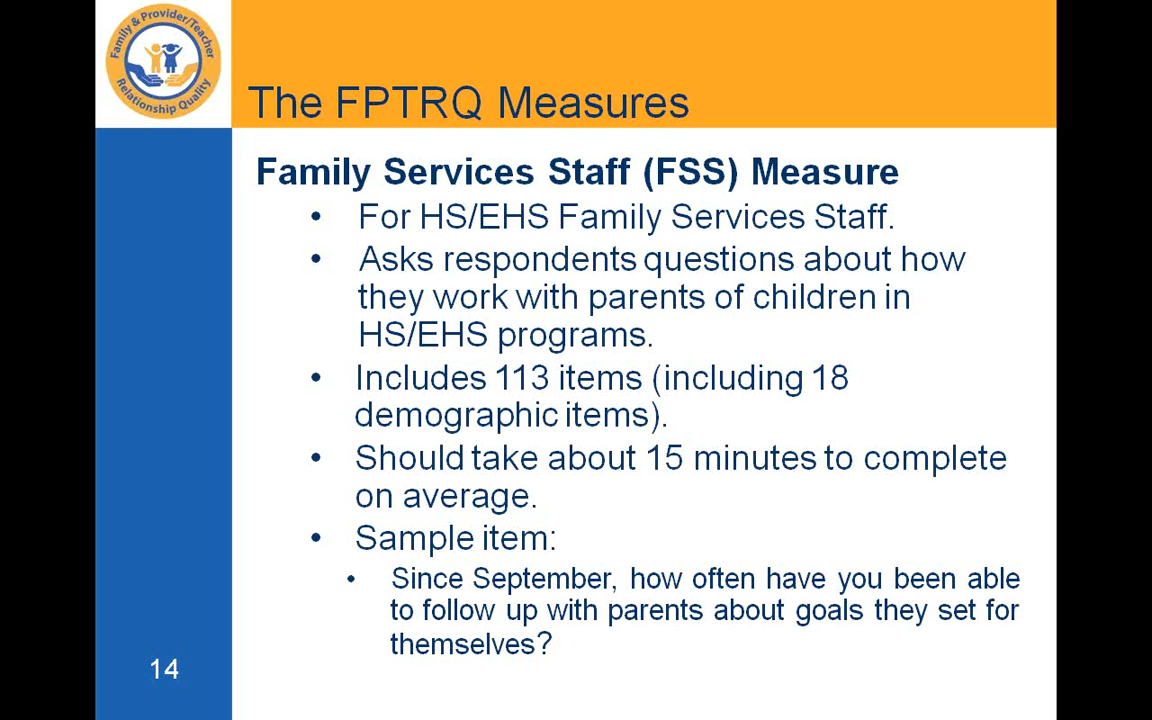 Family & Provider/Teacher
Relationship Quality
The FPTRQ Measures
Family Services Staff (FSS) Measure
• For HS/EHS Family Services Staff.
• Asks respondents questions about how
they work with parents of children in
HS/EHS programs.
• Includes 113 items (including 18
demographic items).
• Should take about 15 minutes to complete
on average.
• Sample item:
• Since September, how often have you been able
to follow up with parents about goals they set for
themselves?
14